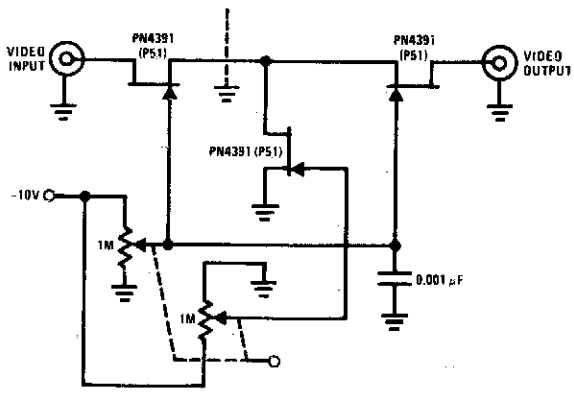 PN4391
(P51)
PN4391
(P51)
VIDEO
INPUT
VIDEO
OUTPUT
PN4391 (P51)
-10V
1M
0.001 μF
1M